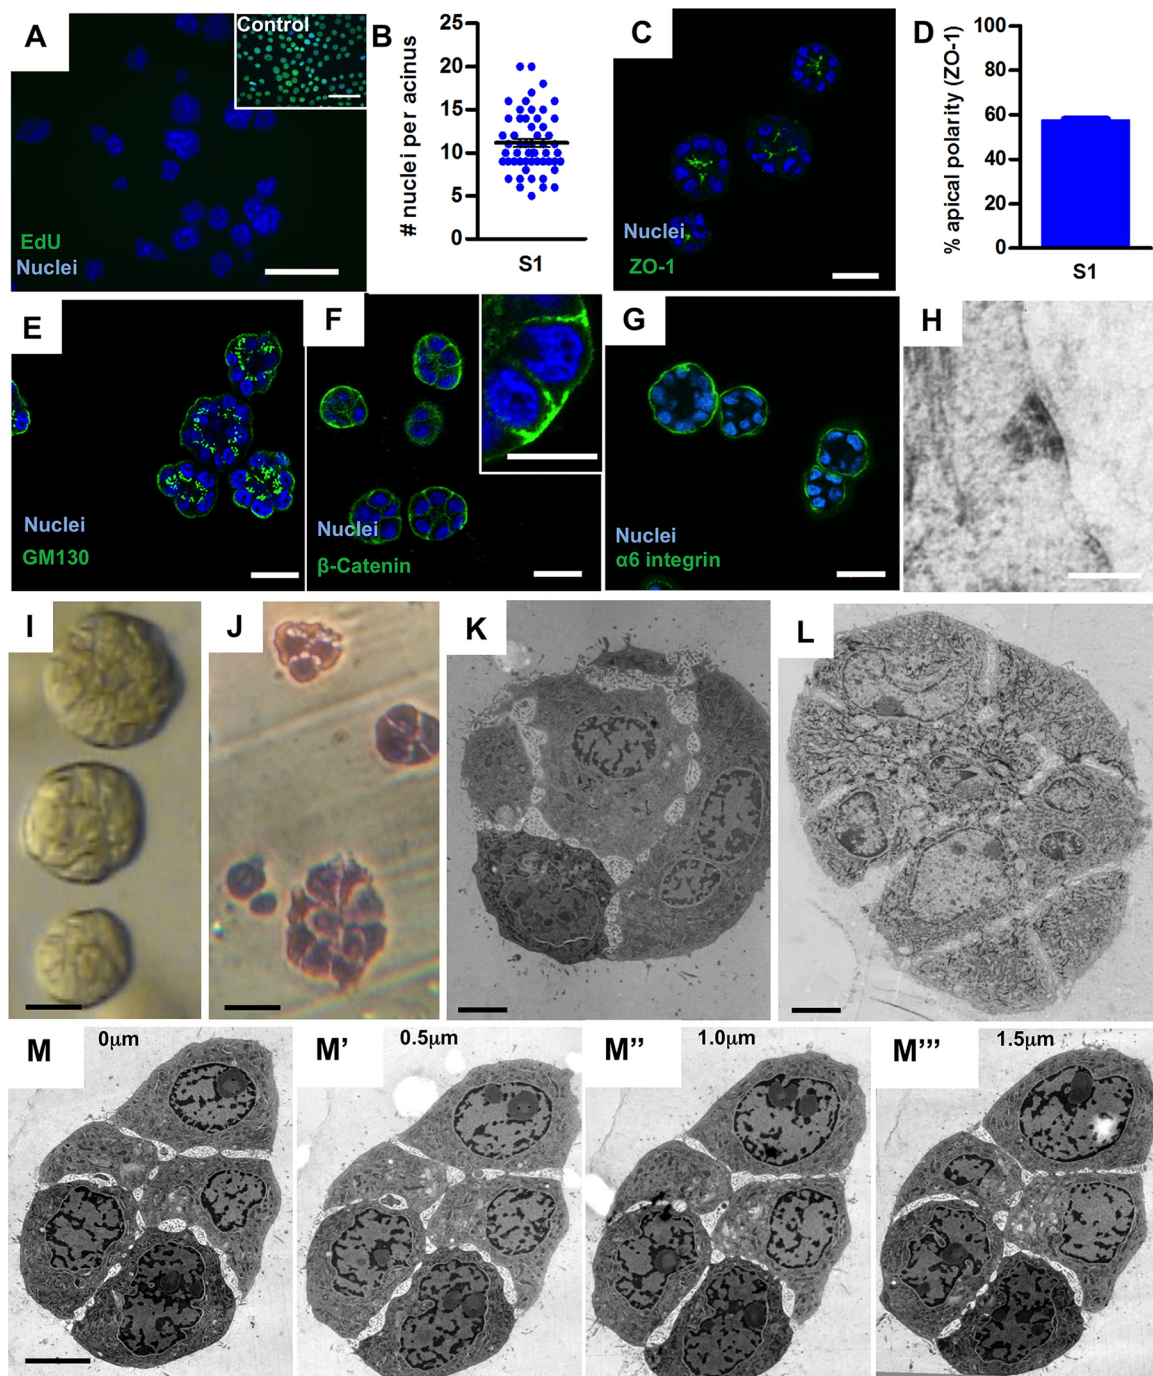 A
Control
EdU
Nuclei
B
# nuclei per acinus
25
20
15
10
5
0
S1
C
Nuclei
ZO-1
D
% apical polarity (ZO-1)
100
80
60
40
20
0
S1
E
Nuclei
GM130
F
Nuclei
β-Catenin
G
Nuclei
α6 integrin
H
I
J
K
L
M
0μm
M'
0.5μm
M''
1.0μm
M'''
1.5μm